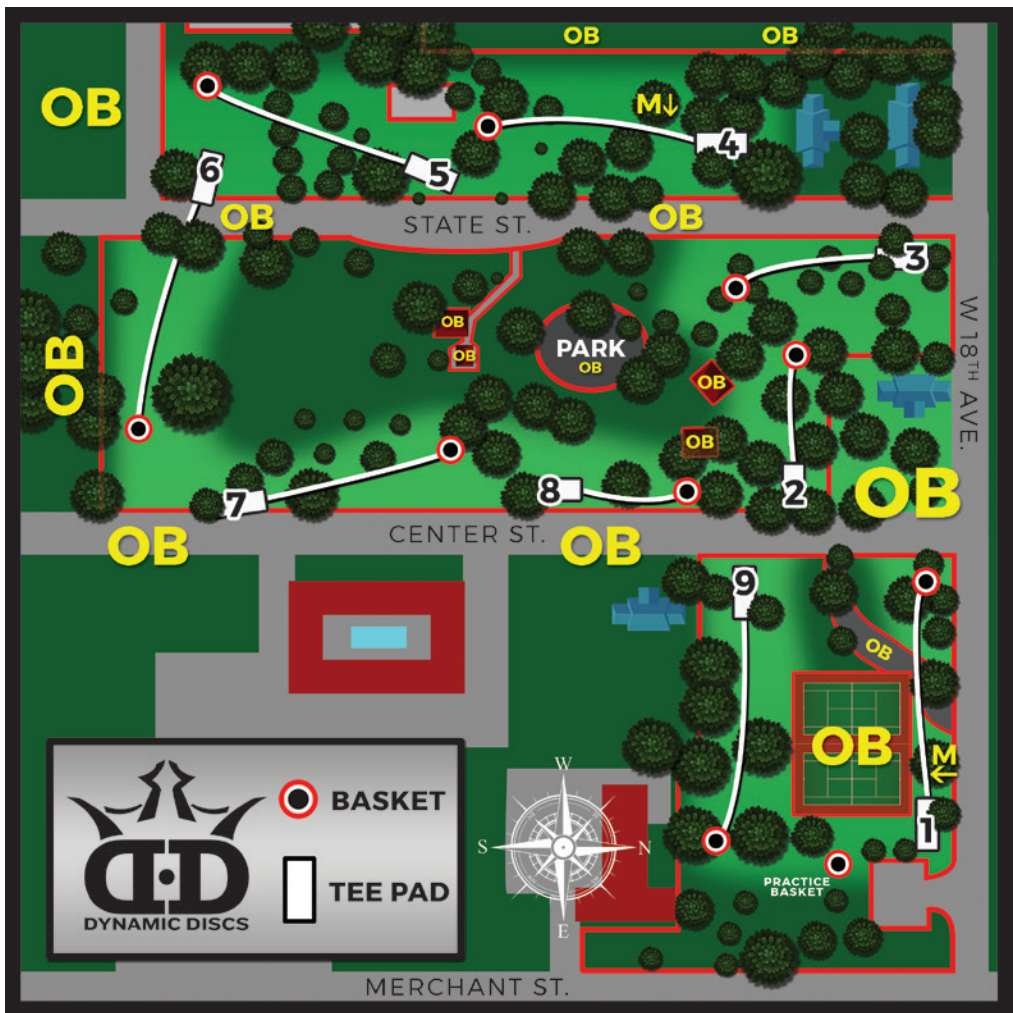 OB
OB
OB
M↓
4
5
6
OB
OB
STATE ST.
3
OB
PARK
OB
OB
OB
OB
W 18TH AVE.
OB
2
OB
7
8
CENTER ST.
OB
OB
9
OB
OB
M
←
1
PRACTICE
BASKET
W
S
N
E
BASKET
TEE PAD
DD
DYNAMIC DISCS
MERCHANT ST.